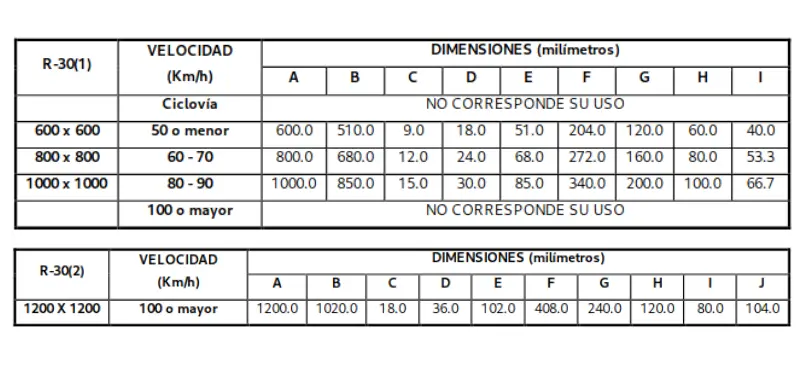 R-30(1) VELOCIDAD (Km/h) DIMENSIONES (milímetros)
A B C D E F G H I
Ciclovía NO CORRESPONDE SU USO
600 x 600 50 o menor 600.0 510.0 9.0 18.0 51.0 204.0 120.0 60.0 40.0
800 x 800 60 - 70 800.0 680.0 12.0 24.0 68.0 272.0 160.0 80.0 53.3
1000 x 1000 80 - 90 1000.0 850.0 15.0 30.0 85.0 340.0 200.0 100.0 66.7
100 o mayor NO CORRESPONDE SU USO
R-30(2) VELOCIDAD (Km/h) DIMENSIONES (milímetros)
A B C D E F G H I J
1200 X 1200 100 o mayor 1200.0 1020.0 18.0 36.0 102.0 408.0 240.0 120.0 80.0 104.0